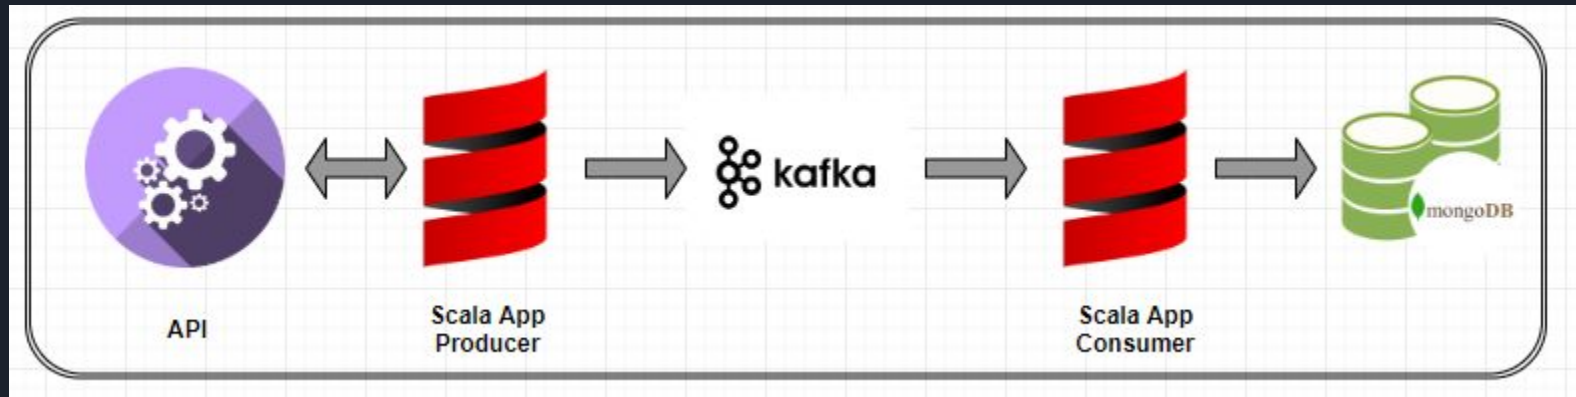 kafka
mongoDB
API
Scala App
Producer
Scala App
Consumer